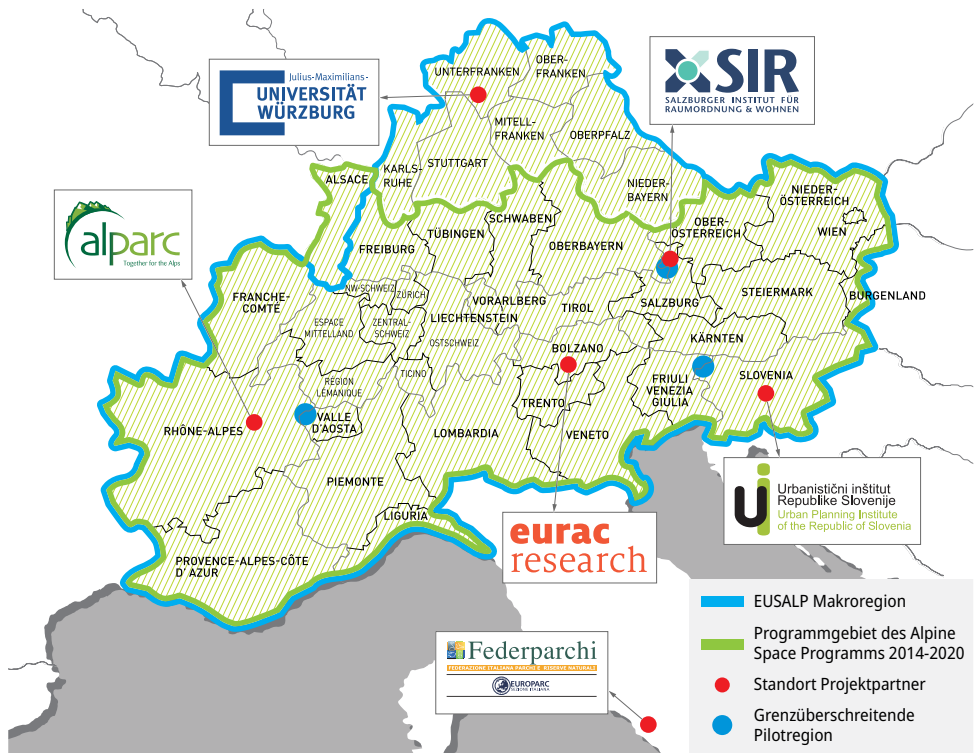 Julius-Maximilians-
UNIVERSITÄT
WÜRZBURG
SIR
SALZBURGER INSTITUT FÜR
RAUMORDNUNG & WOHNEN
alparc
Together for the Alps
UNTERFRANKEN
OBER-
FRANKEN
MITELL-
FRANKEN
OBERPFALZ
KARLS-
RUHE
STUTTGART
ALSACE
NIEDER-
BAYERN
NIEDER-
ÖSTERREICH
WIEN
OBER-
ÖSTERREICH
SCHWABEN
TÜBINGEN
OBERBAYERN
FREIBURG
FRANCHE-
COMTÉ
NW-SCHWEIZ
ZÜRICH
VORARLBERG
LIECHTENSTEIN
TIROL
SALZBURG
STEIERMARK
BURGENLAND
ESPACE
MITTELLAND
ZENTRAL-
SCHWEIZ
OSTSCHWEIZ
KÄRNTEN
BOLZANO
TICINO
RÉGION
LÉMANIQUE
FRIULI
VENEZIA
GIULIA
SLOVENIA
TRENTO
VALLE
D'AOSTA
RHÔNE-ALPES
LOMBARDIA
VENETO
PIEMONTE
LIGURIA
PROVENCE-ALPES-CÔTE
D' AZUR
eurac
research
ui
Urbanistični inštitut
Republike Slovenije
Urban Planning Institute
of the Republic of Slovenia
Federparchi
FEDERAZIONE ITALIANA PARCHI E RISERVE NATURALI
EUROPARC
SEZIONE ITALIANA
EUSALP Makroregion
Programmgebiet des Alpine
Space Programms 2014-2020
Standort Projektpartner
Grenzüberschreitende
Pilotregion